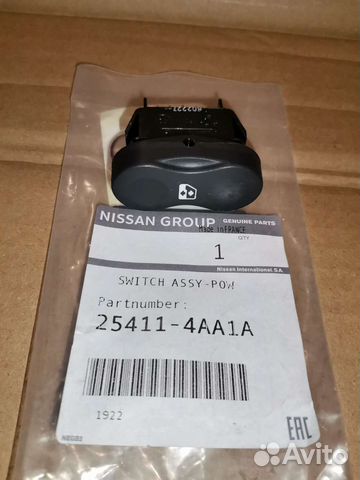 NISSAN GROUP
GENUINE PARTS
Made in FRANCE
QTY
1
Nissan International SA
SWITCH ASSY-POW
Partnumber:
25411-4AA1A
1922
EAC
Avito